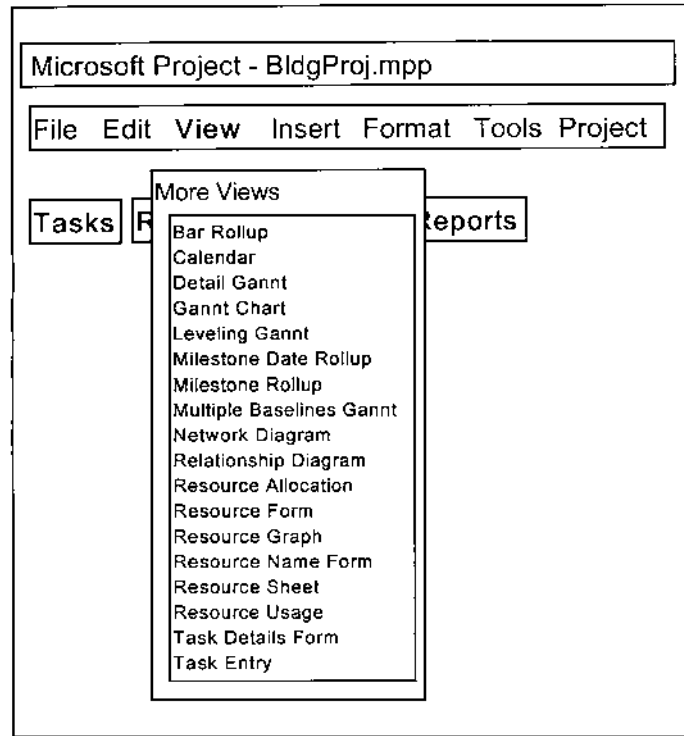 Microsoft Project - BldgProj.mpp
File Edit View Insert Format Tools Project
More Views
Tasks R eports
Bar Rollup
Calendar
Detail Gannt
Gannt Chart
Leveling Gannt
Milestone Date Rollup
Milestone Rollup
Multiple Baselines Gannt
Network Diagram
Relationship Diagram
Resource Allocation
Resource Form
Resource Graph
Resource Name Form
Resource Sheet
Resource Usage
Task Details Form
Task Entry